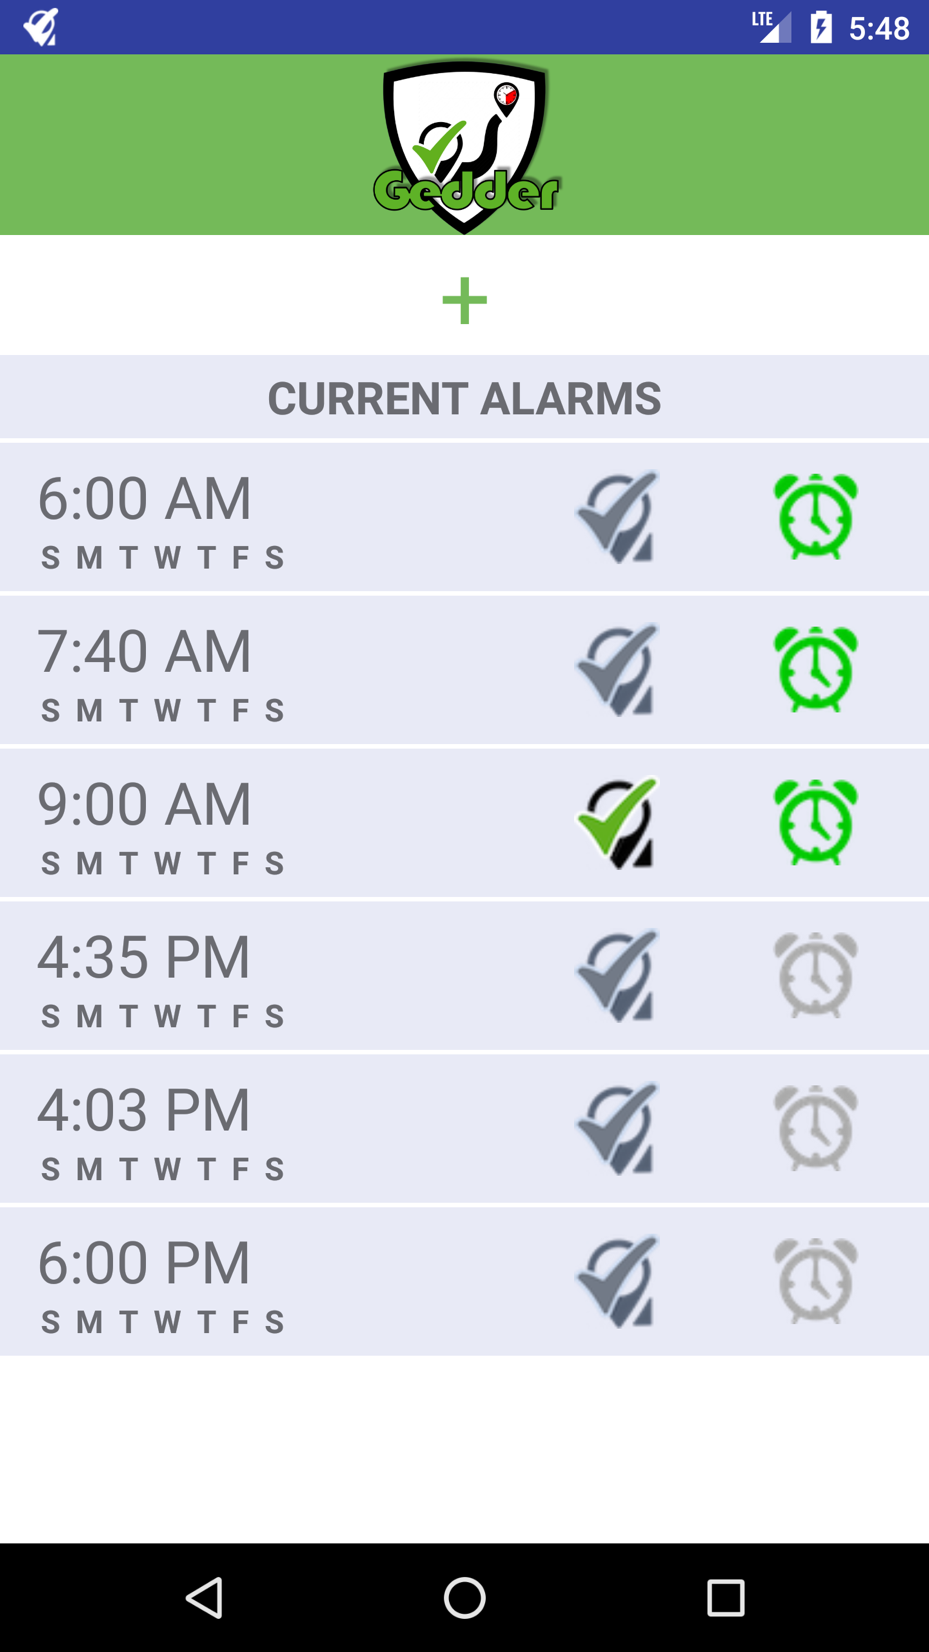 LTE 5:48
Gedder
+
CURRENT ALARMS
6:00 AM
S M T W T F S
7:40 AM
S M T W T F S
9:00 AM
S M T W T F S
4:35 PM
S M T W T F S
4:03 PM
S M T W T F S
6:00 PM
S M T W T F S